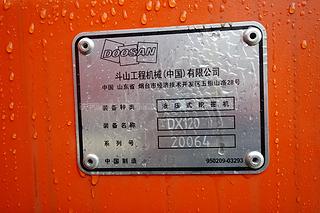 DOOSAN
斗山工程机械(中国)有限公司
中国 山东省 烟台市经济技术开发区五指山路28号
装备种类 液压式挖掘机
装备名称 DX120
系列号 20064
中国制造 950209-03293